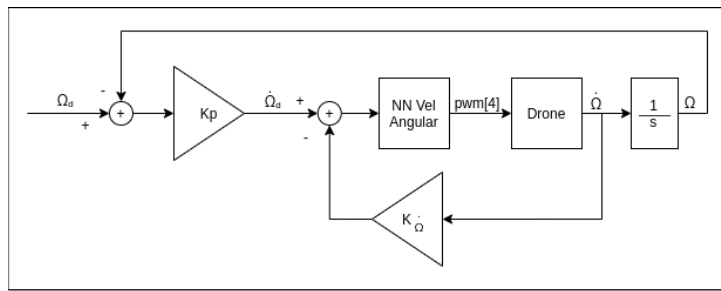 -
Ω_d
+
+
Kp
Ω̇_d
+
+
-
NN Vel
Angular
pwm[4]
Drone
Ω̇
1
s
Ω
K_Ω̇